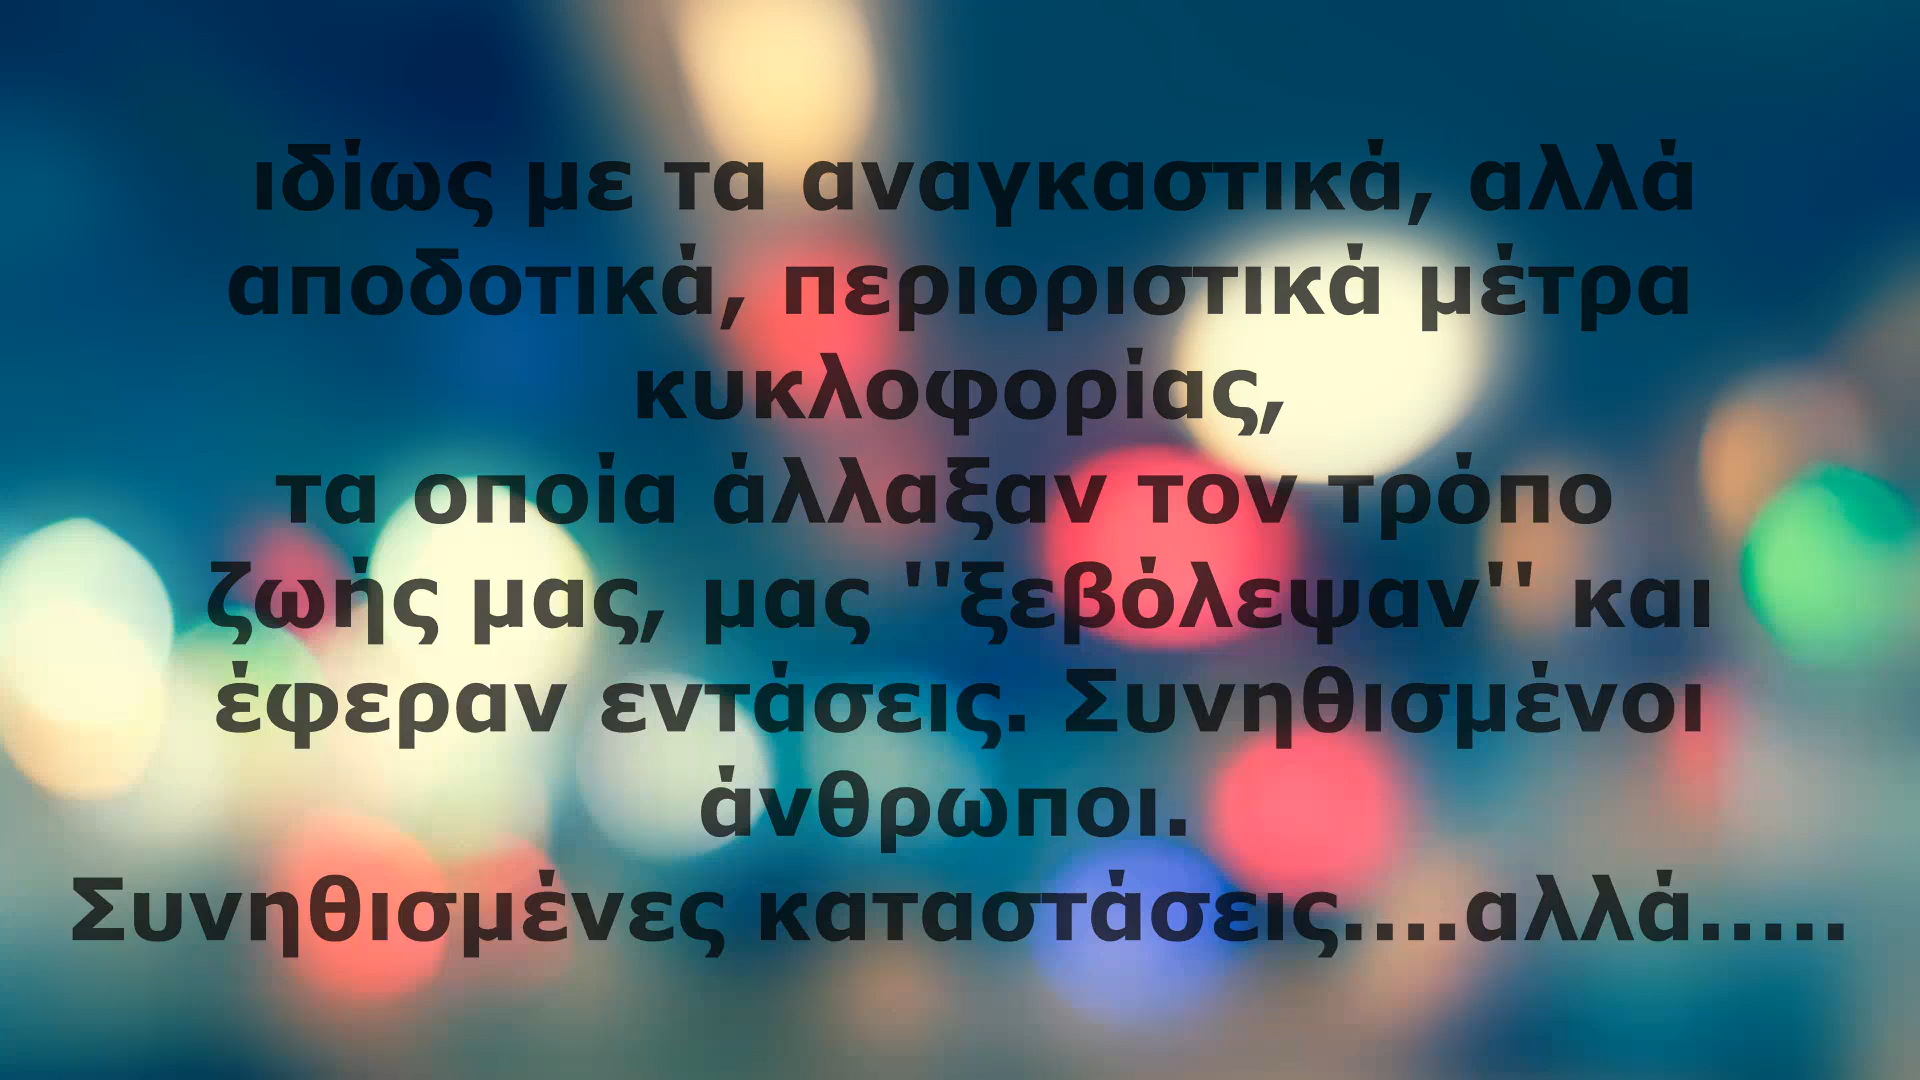 ιδίως με τα αναγκαστικά, αλλά
αποδοτικά, περιοριστικά μέτρα
κυκλοφορίας,
τα οποία άλλαξαν τον τρόπο
ζωής μας, μας ''ξεβόλεψαν'' και
έφεραν εντάσεις. Συνηθισμένοι
άνθρωποι.
Συνηθισμένες καταστάσεις....αλλά.....